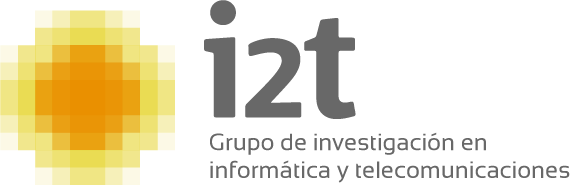 i2t
Grupo de investigación en
informática y telecomunicaciones